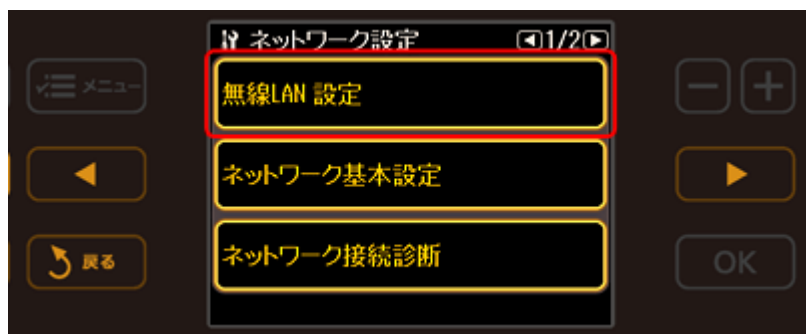 ネットワーク設定 1/2
メニュー
無線LAN 設定
ネットワーク基本設定
戻る
ネットワーク接続診断
OK